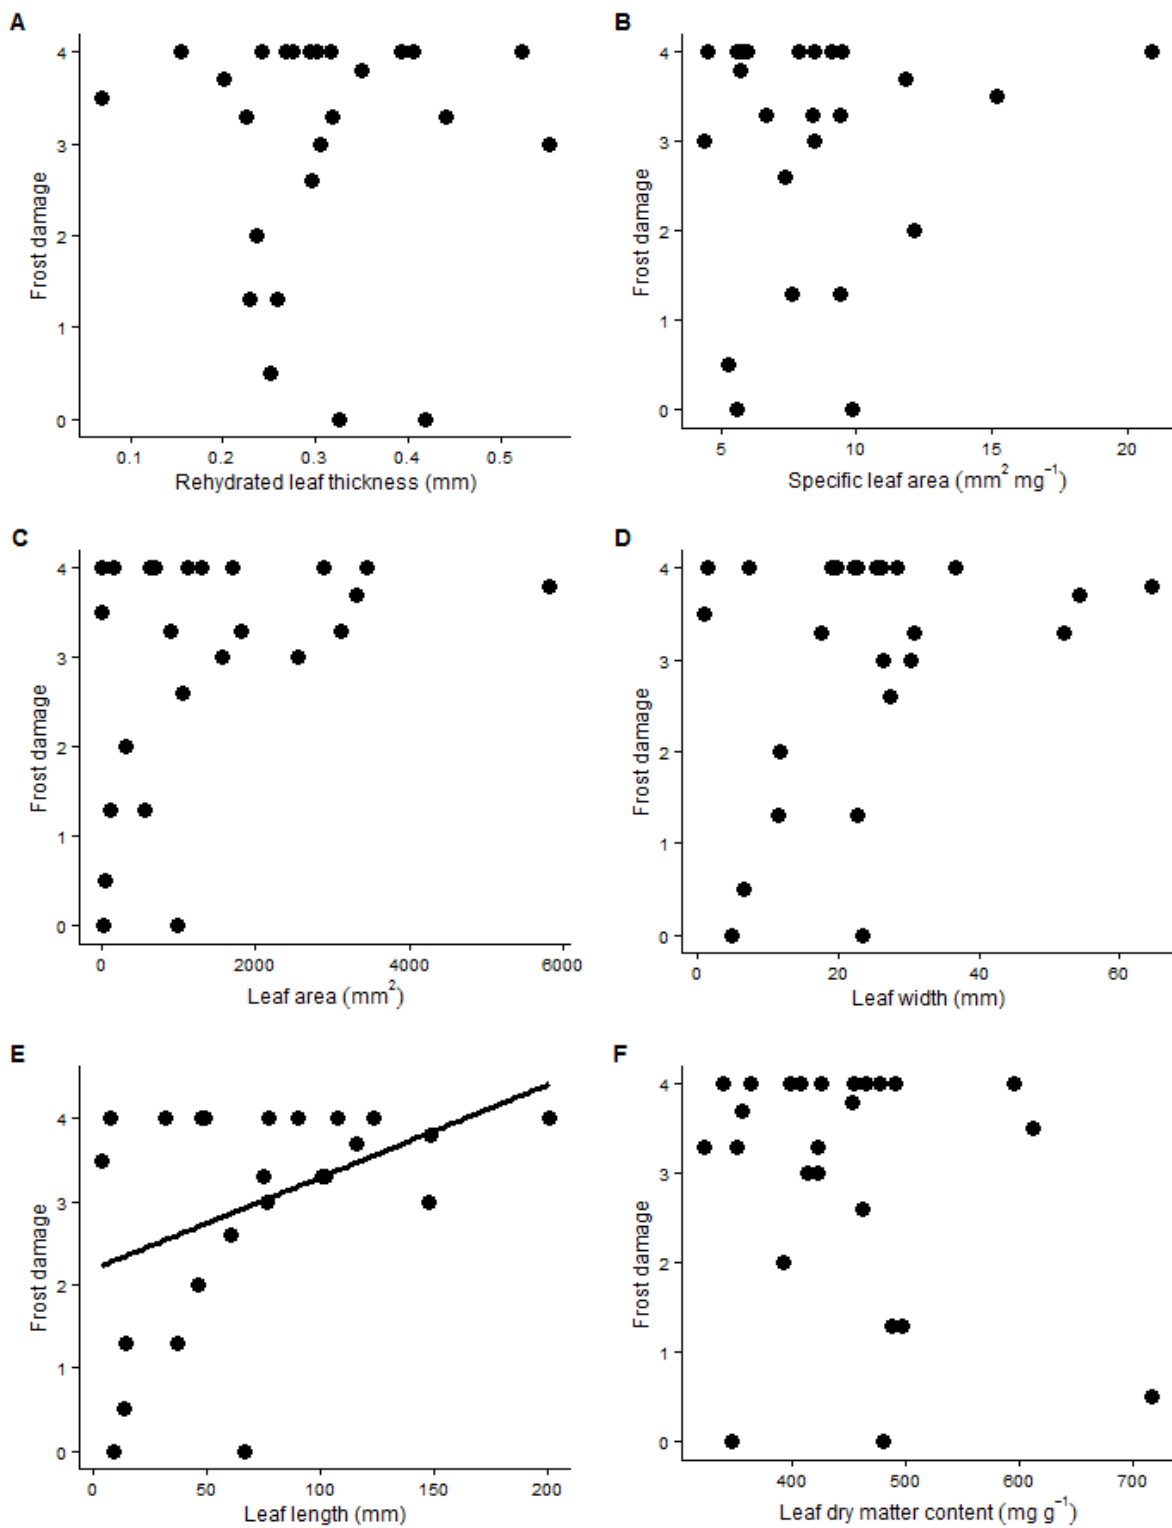 A
Frost damage
4
3
2
1
0
0.1 0.2 0.3 0.4 0.5
Rehydrated leaf thickness (mm)
B
Frost damage
4
3
2
1
0
5 10 15 20
Specific leaf area (mm² mg⁻¹)
C
Frost damage
4
3
2
1
0
0 2000 4000 6000
Leaf area (mm²)
D
Frost damage
4
3
2
1
0
0 20 40 60
Leaf width (mm)
E
Frost damage
4
3
2
1
0
0 50 100 150 200
Leaf length (mm)
F
Frost damage
4
3
2
1
0
400 500 600 700
Leaf dry matter content (mg g⁻¹)